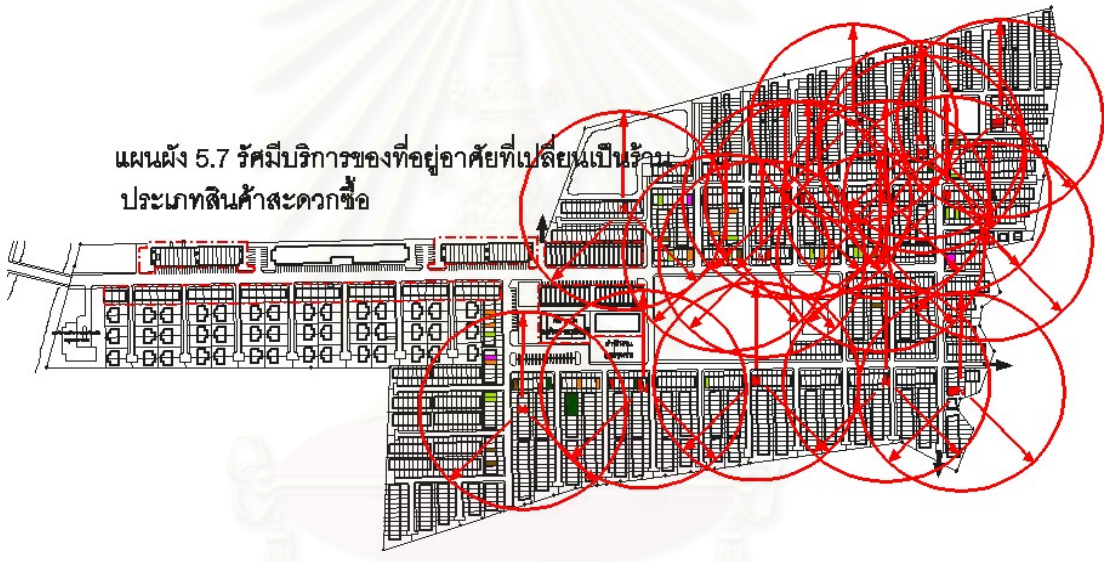 แผนผัง 5.7 รัศมีบริการของที่อยู่อาศัยที่เปลี่ยนเป็นร้าน
ประเภทสินค้าสะดวกซื้อ